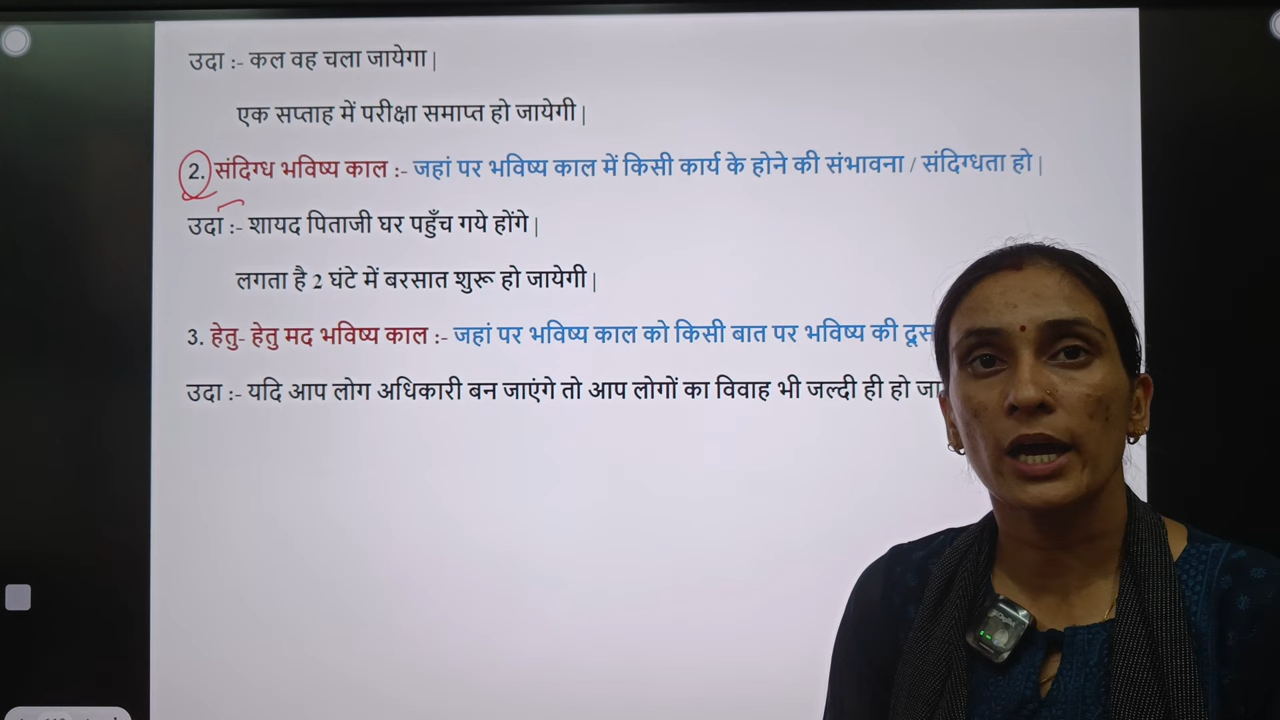 उदा :- कल वह चला जायेगा |
एक सप्ताह में परीक्षा समाप्त हो जायेगी |
2. संदिग्ध भविष्य काल :- जहां पर भविष्य काल में किसी कार्य के होने की संभावना / संदिग्धता हो |
उदा :- शायद पिताजी घर पहुँच गये होंगे |
लगता है 2 घंटे में बरसात शुरू हो जायेगी |
3. हेतु- हेतु मद भविष्य काल :- जहां पर भविष्य काल को किसी बात पर भविष्य की
उदा :- यदि आप लोग अधिकारी बन जाएंगे तो आप लोगों का विवाह भी जल्दी ही हो